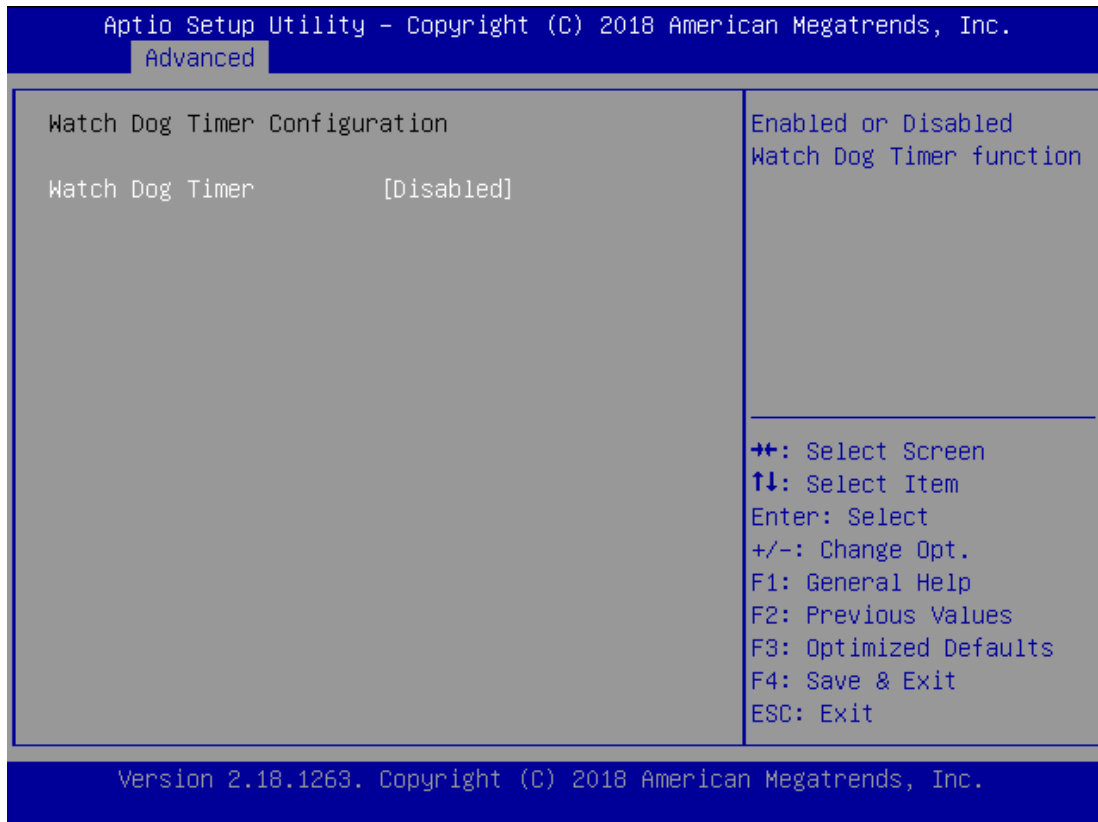 Aptio Setup Utility – Copyright (C) 2018 American Megatrends, Inc.
Advanced
Watch Dog Timer Configuration
Watch Dog Timer [Disabled]
Enabled or Disabled
Watch Dog Timer function
→←: Select Screen
↑↓: Select Item
Enter: Select
+/-: Change Opt.
F1: General Help
F2: Previous Values
F3: Optimized Defaults
F4: Save & Exit
ESC: Exit
Version 2.18.1263. Copyright (C) 2018 American Megatrends, Inc.